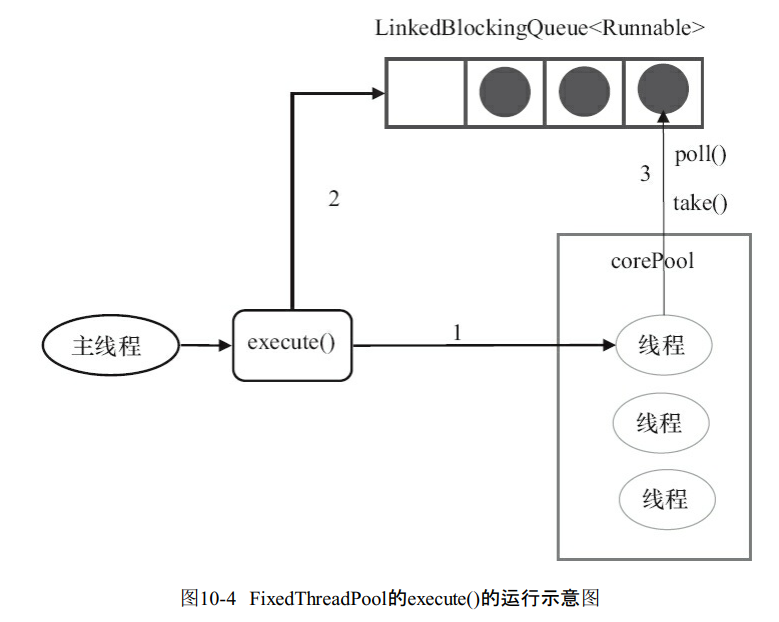 LinkedBlockingQueue<Runnable>
poll()
3
take()
2
corePool
主线程
execute()
1
线程
线程
线程
图10-4 FixedThreadPool的execute()的运行示意图